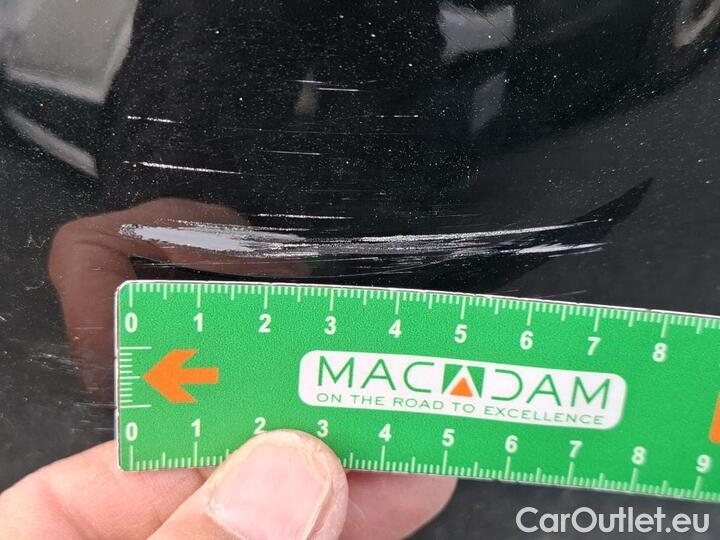 0 1 2 3 4 5 6 7 8
MACADAM
ON THE ROAD TO EXCELLENCE
0 1 2 3 4 5 6 7 8 9
CarOutlet.eu